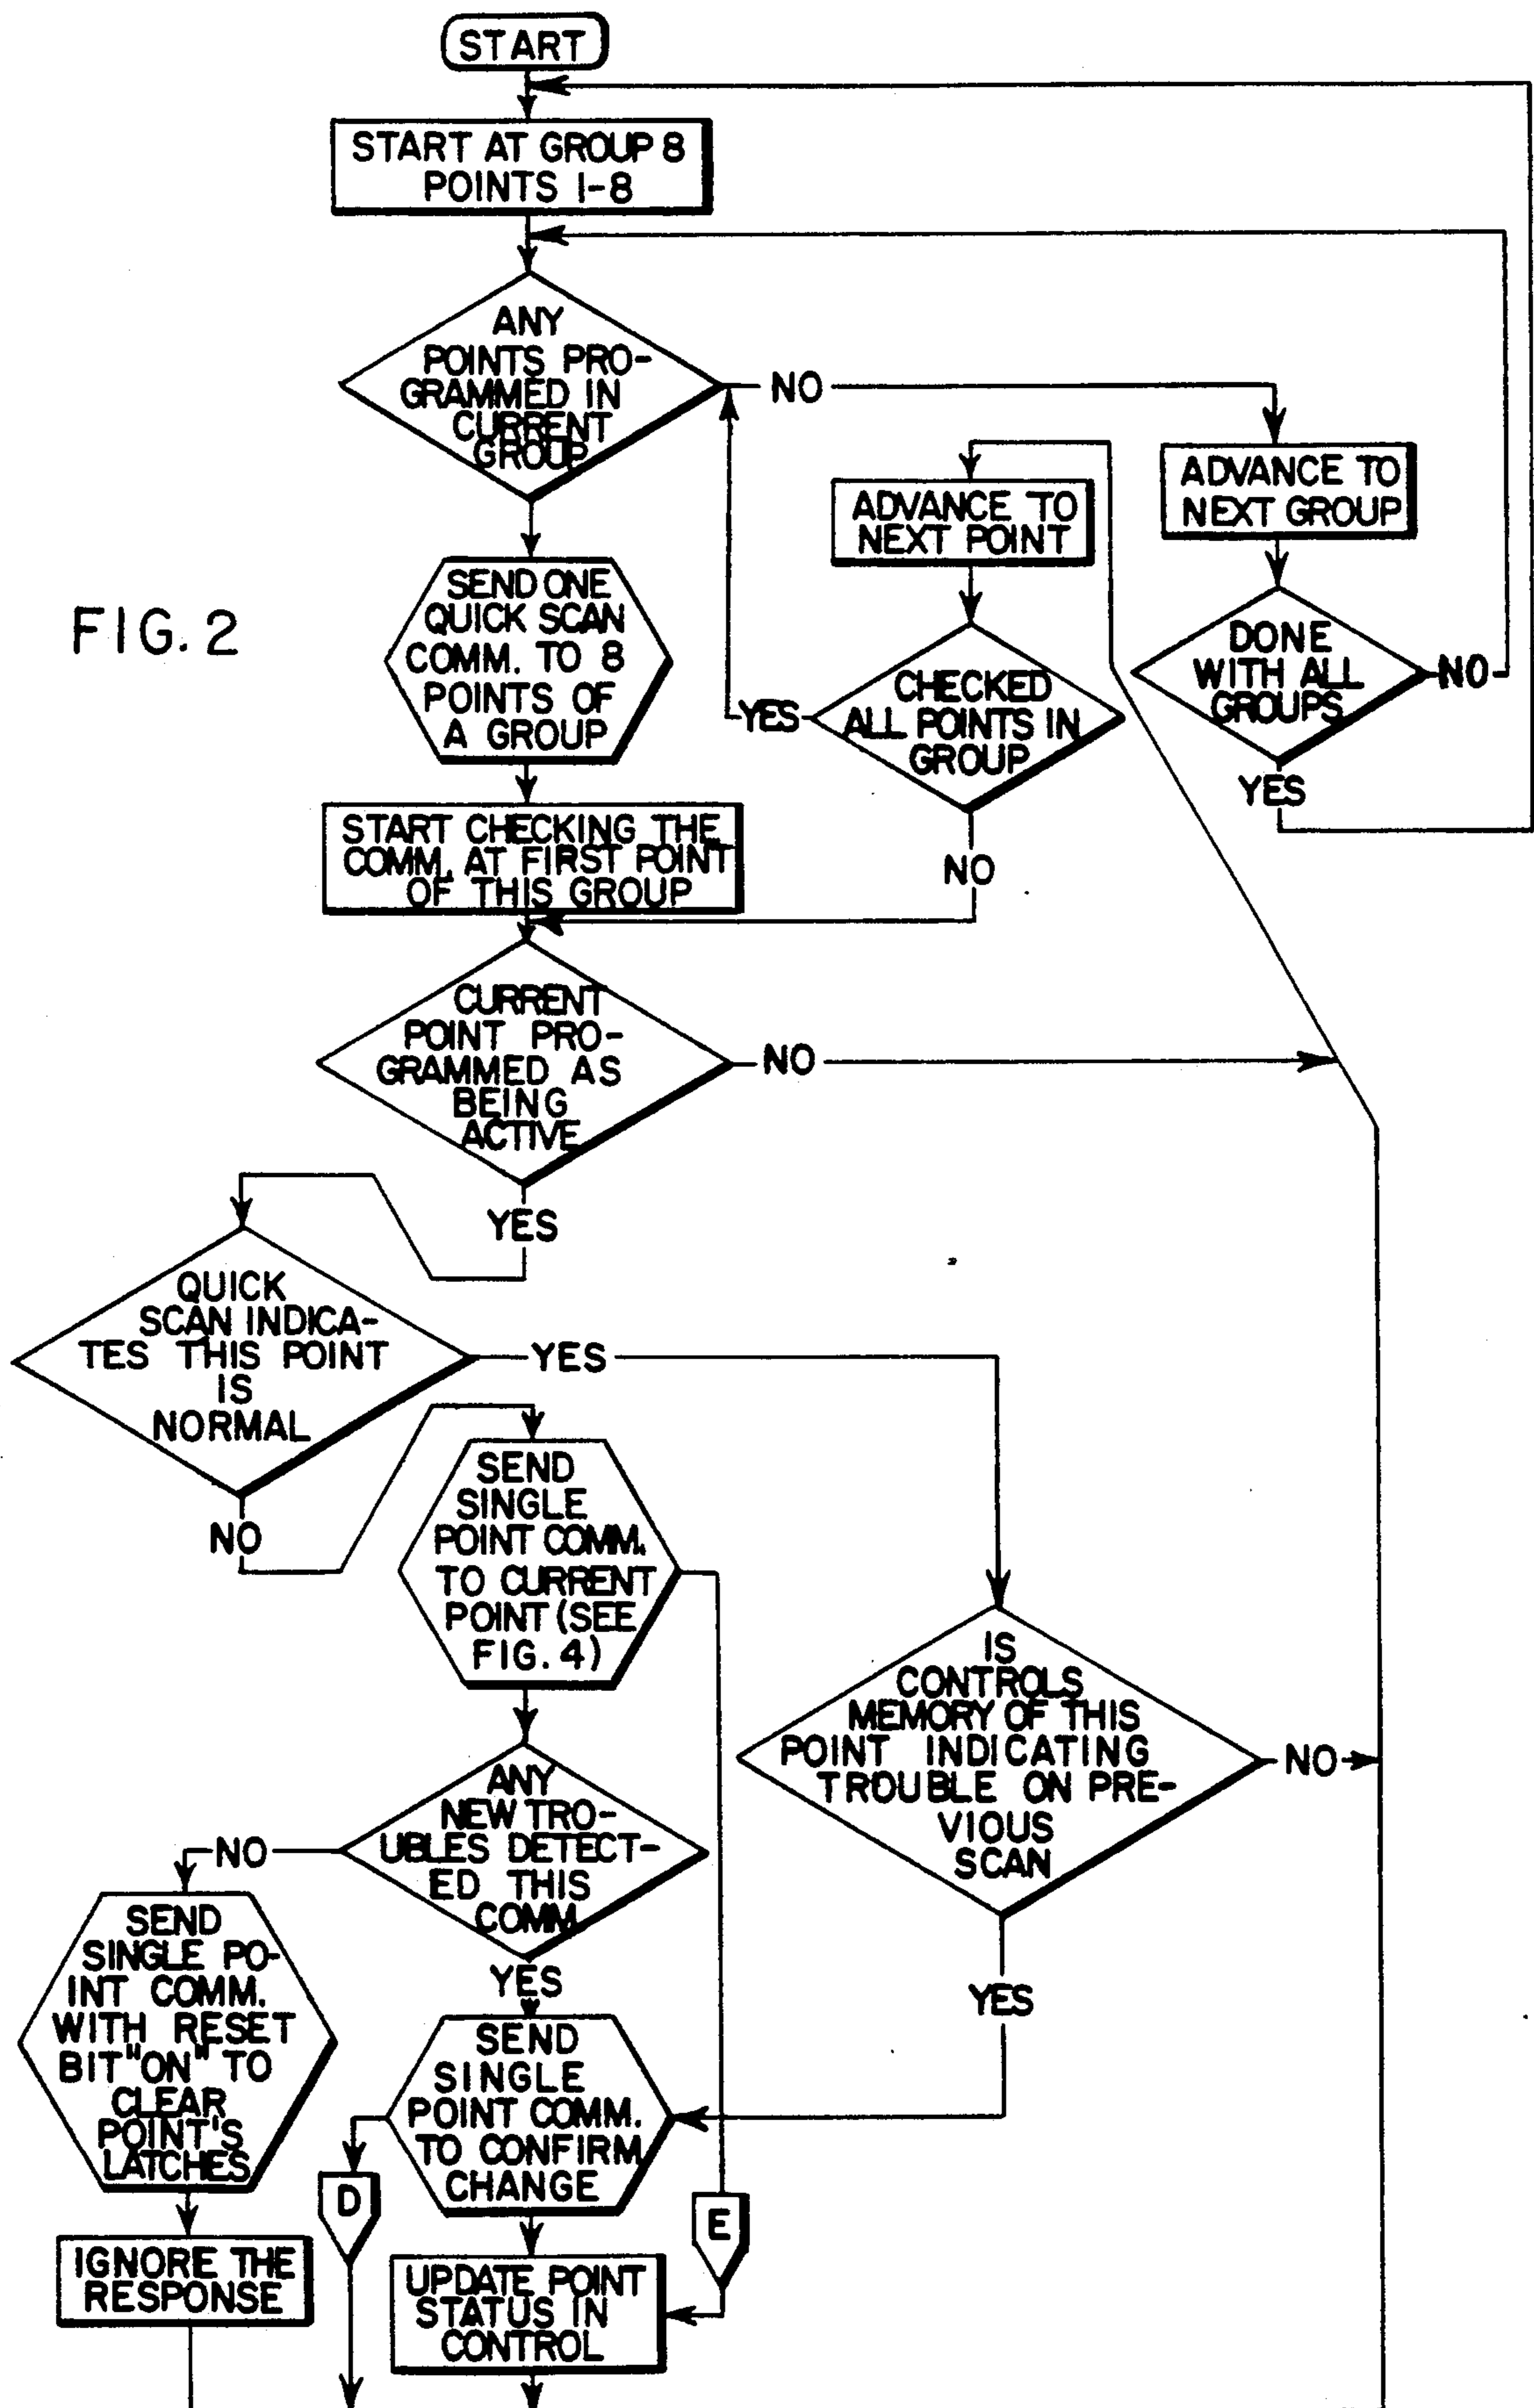 START
START AT GROUP 8
POINTS 1-8
ANY
POINTS PRO-
GRAMMED IN
CURRENT
GROUP
NO
ADVANCE TO
NEXT GROUP
ADVANCE TO
NEXT POINT
FIG. 2
SEND ONE
QUICK SCAN
COMM. TO 8
POINTS OF
A GROUP
DONE
WITH ALL
GROUPS
NO
YES
CHECKED
ALL POINTS IN
GROUP
YES
NO
START CHECKING THE
COMM. AT FIRST POINT
OF THIS GROUP
CURRENT
POINT PRO-
GRAMMED AS
BEING
ACTIVE
NO
YES
QUICK
SCAN INDICA-
TES THIS POINT
IS
NORMAL
YES
NO
SEND
SINGLE
POINT COMM.
TO CURRENT
POINT (SEE
FIG. 4)
IS
CONTROLS
MEMORY OF THIS
POINT INDICATING
TROUBLE ON PRE-
VIOUS
SCAN
NO
YES
ANY
NEW TRO-
UBLES DETECT-
ED THIS
COMM.
NO
YES
SEND
SINGLE PO-
INT COMM.
WITH RESET
BIT "ON" TO
CLEAR
POINT'S
LATCHES
SEND
SINGLE
POINT COMM.
TO CONFIRM
CHANGE
D
E
IGNORE THE
RESPONSE
UPDATE POINT
STATUS IN
CONTROL